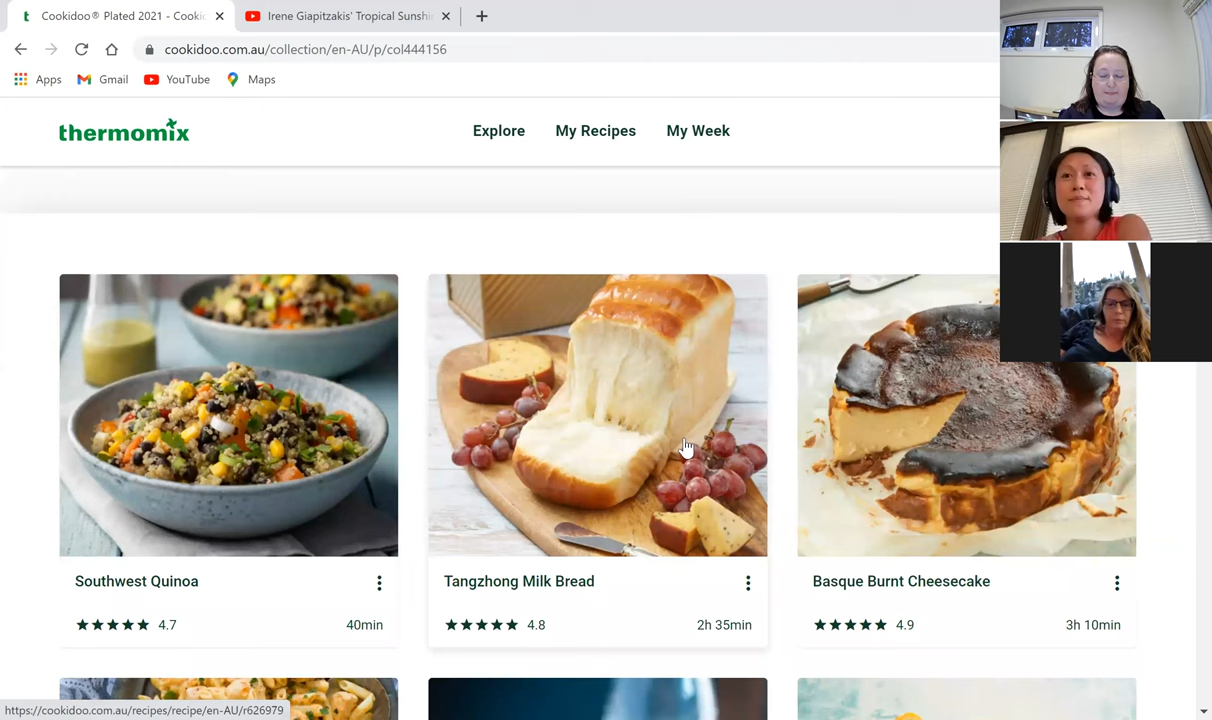 Cookidoo® Plated 2021 - Cookid
Irene Giapitzakis' Tropical Sunshi
cookidoo.com.au/collection/en-AU/p/col444156
Apps Gmail YouTube Maps
thermomix
Explore My Recipes My Week
Southwest Quinoa
4.7 40min
Tangzhong Milk Bread
4.8 2h 35min
Basque Burnt Cheesecake
4.9 3h 10min
https://cookidoo.com.au/recipes/recipe/en-AU/r626979